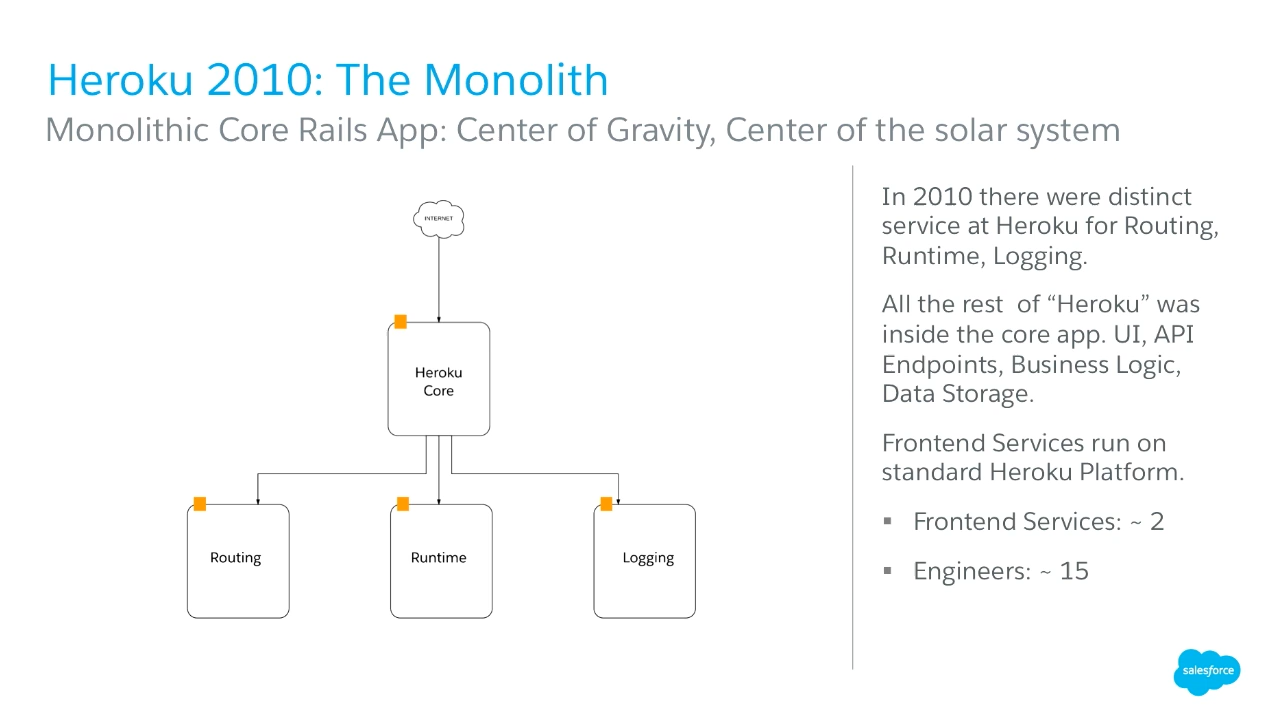 Heroku 2010: The Monolith
Monolithic Core Rails App: Center of Gravity, Center of the solar system
INTERNET
Heroku
Core
Routing
Runtime
Logging
In 2010 there were distinct
service at Heroku for Routing,
Runtime, Logging.
All the rest  of “Heroku” was
inside the core app. UI, API
Endpoints, Business Logic,
Data Storage.
Frontend Services run on
standard Heroku Platform.
▪ Frontend Services: ~ 2
▪ Engineers: ~ 15
salesforce